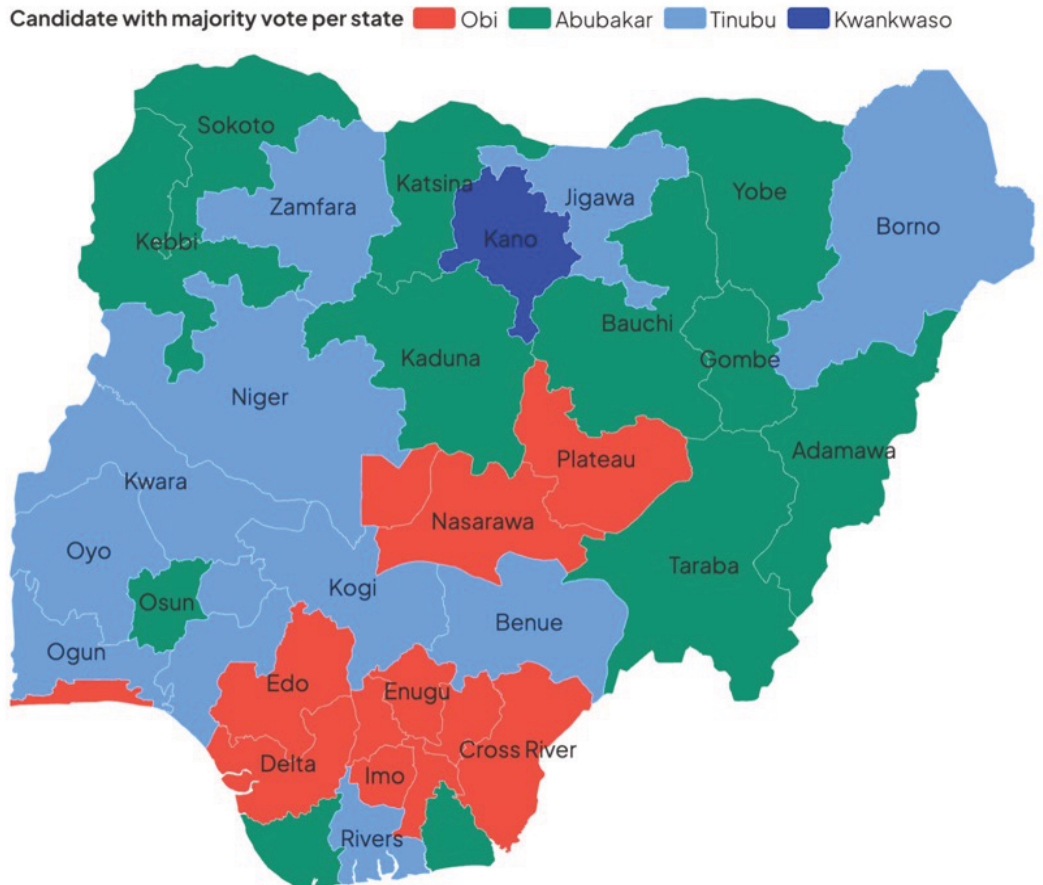 Candidate with majority vote per state Obi Abubakar Tinubu Kwankwaso
Sokoto
Katsina
Yobe
Zamfara
Jigawa
Borno
Kebbi
Kano
Bauchi
Kaduna
Gombe
Niger
Adamawa
Plateau
Kwara
Nasarawa
Oyo
Taraba
Kogi
Osun
Benue
Ogun
Edo
Enugu
Cross River
Delta
Imo
Rivers